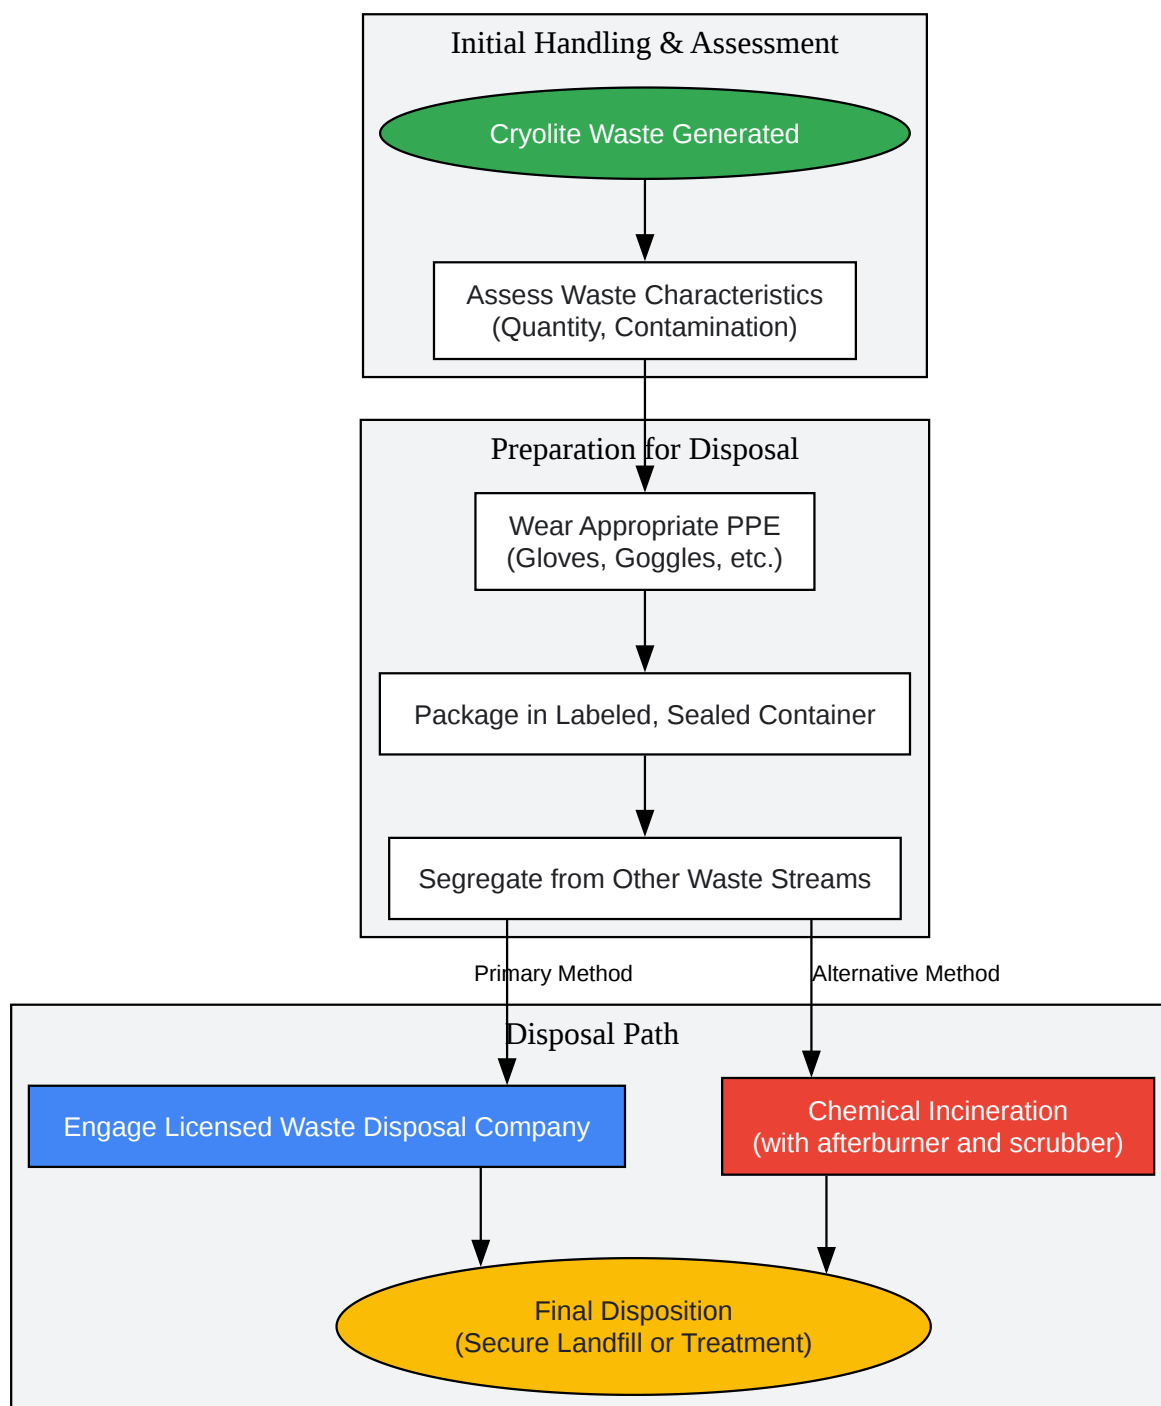 Initial Handling & Assessment
Cryolite Waste Generated
Assess Waste Characteristics
(Quantity, Contamination)
Preparation for Disposal
Wear Appropriate PPE
(Gloves, Goggles, etc.)
Package in Labeled, Sealed Container
Segregate from Other Waste Streams
Primary Method
Alternative Method
Disposal Path
Engage Licensed Waste Disposal Company
Chemical Incineration
(with afterburner and scrubber)
Final Disposition
(Secure Landfill or Treatment)